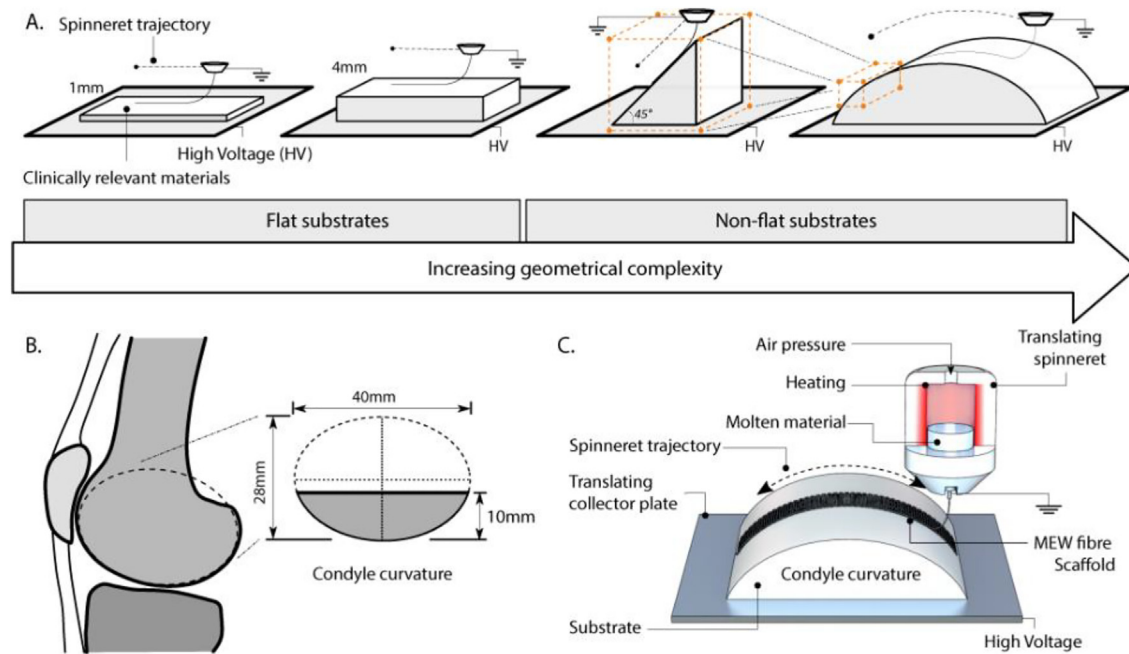 A.
Spinneret trajectory
1mm
4mm
45°
High Voltage (HV)
HV
HV
HV
Clinically relevant materials
Flat substrates
Non-flat substrates
Increasing geometrical complexity
B.
40mm
28mm
10mm
Condyle curvature
C.
Air pressure
Translating
spinneret
Heating
Molten material
Spinneret trajectory
Translating
collector plate
MEW fibre
Scaffold
Condyle curvature
Substrate
High Voltage